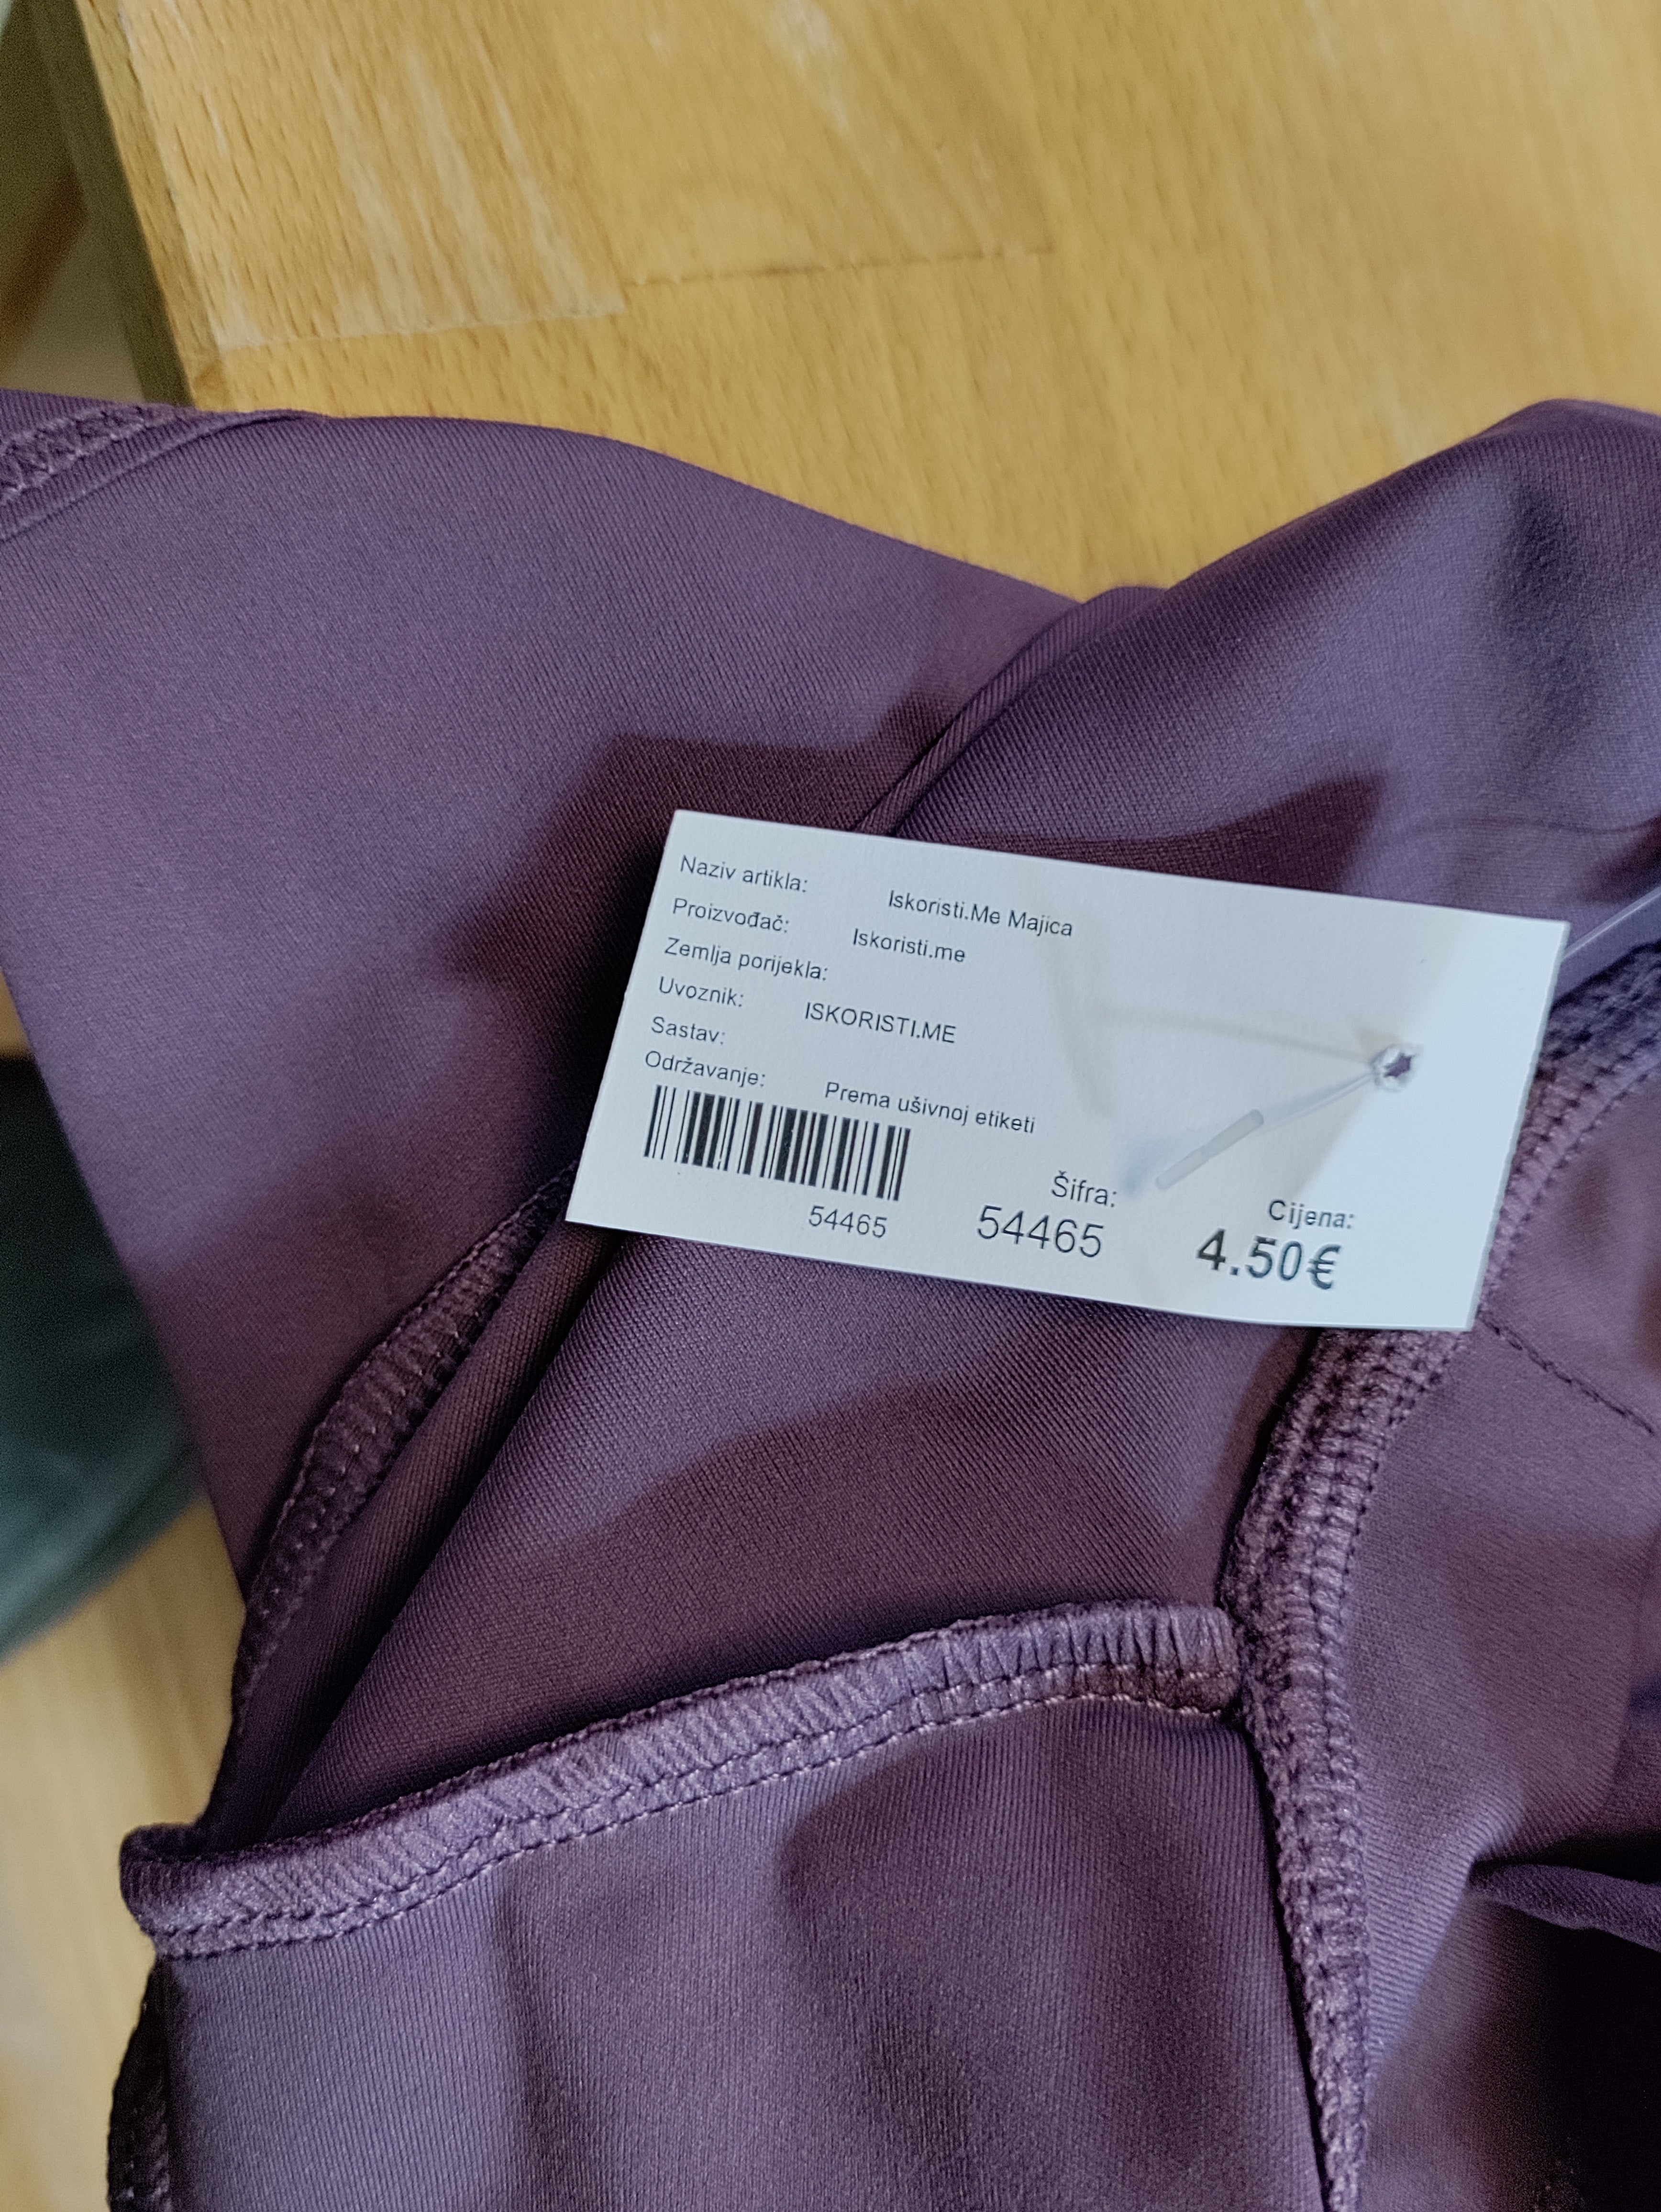 Naziv artikla: Iskoristi.Me Majica
Proizvođač: Iskoristi.me
Zemlja porijekla:
Uvoznik: ISKORISTI.ME
Sastav:
Održavanje: Prema ušivnoj etiketi
54465
Šifra:
54465
Cijena:
4.50€